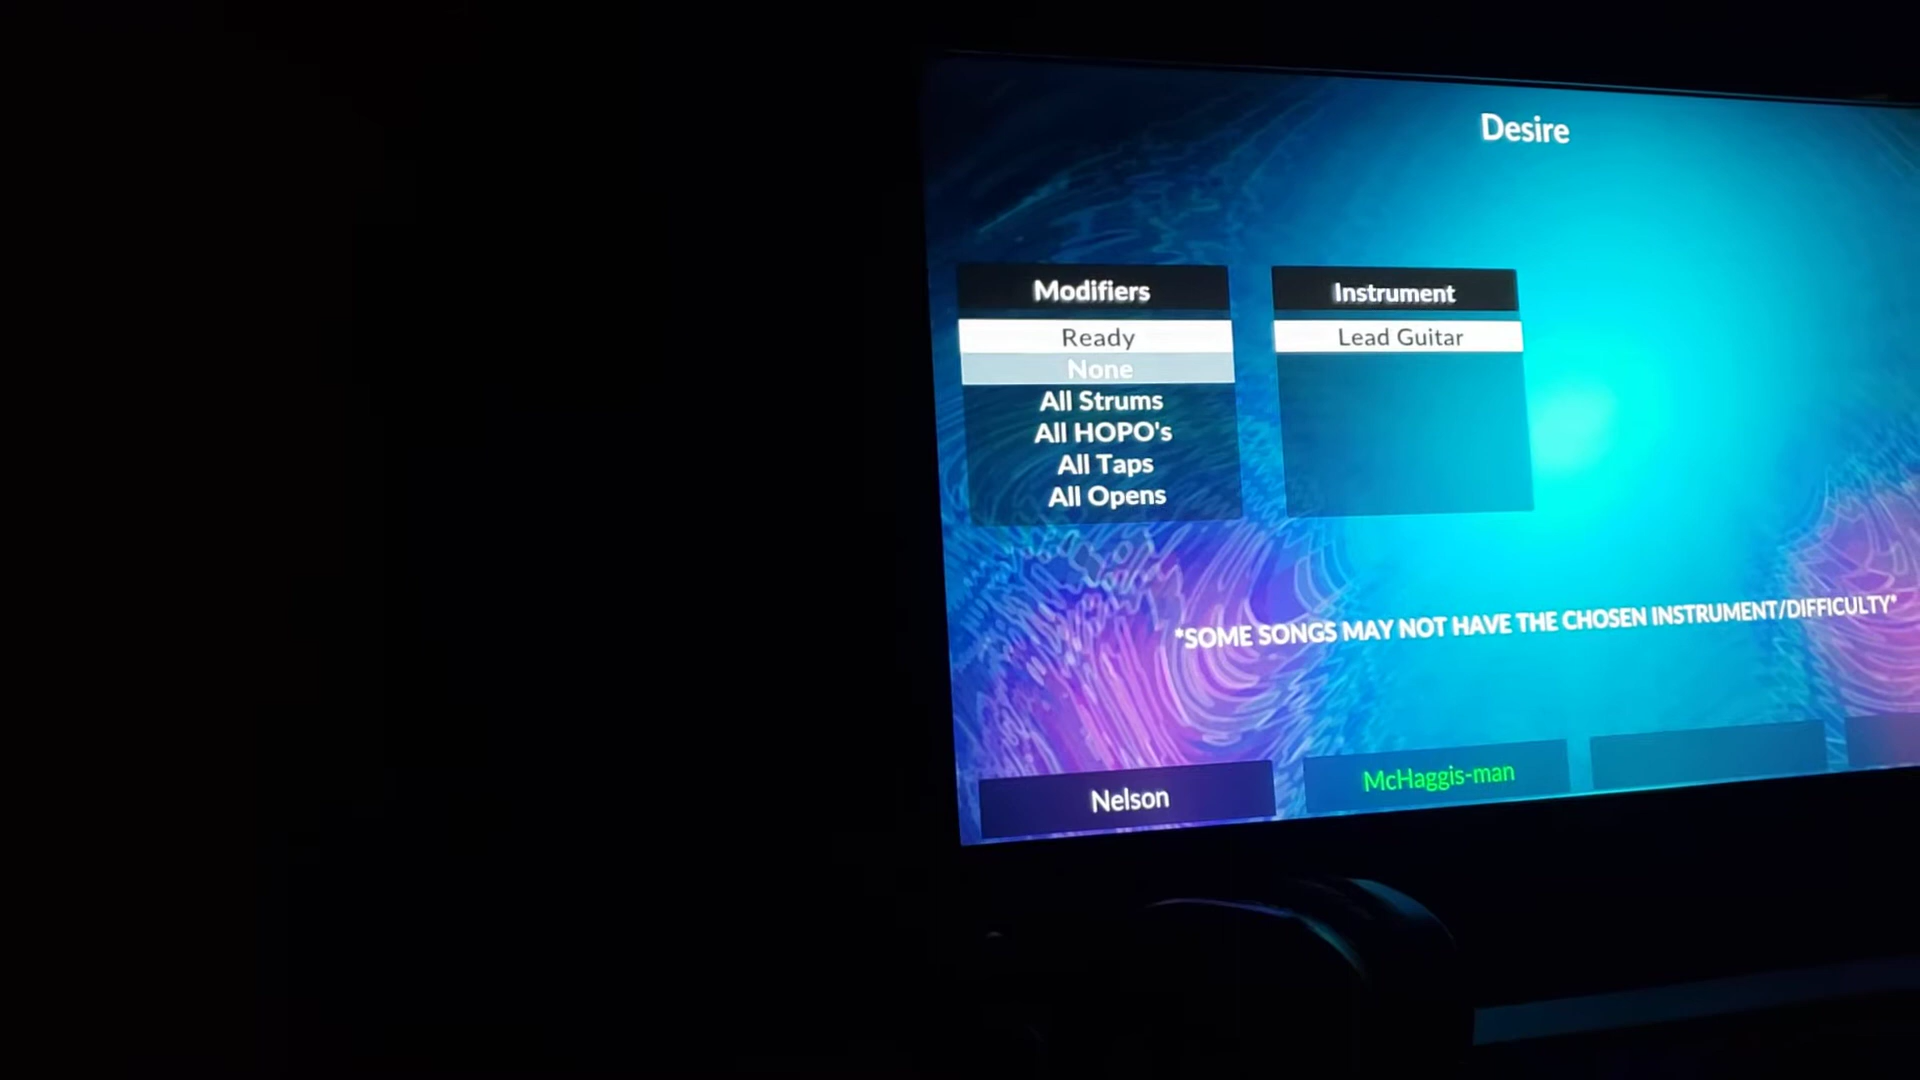 Desire
Modifiers
Ready
None
All Strums
All HOPO's
All Taps
All Opens
Instrument
Lead Guitar
*SOME SONGS MAY NOT HAVE THE CHOSEN INSTRUMENT/DIFFICULTY*
Nelson
McHaggis-man